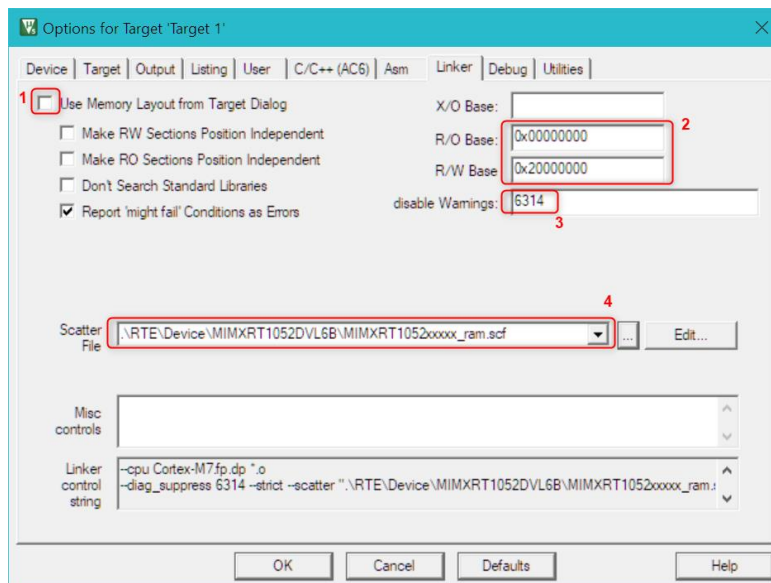 Options for Target 'Target 1'
Device Target Output Listing User C/C++ (AC6) Asm Linker Debug Utilities
1
Use Memory Layout from Target Dialog
X/O Base:
Make RW Sections Position Independent
R/O Base: 0x00000000
2
Make RO Sections Position Independent
R/W Base 0x20000000
Don't Search Standard Libraries
Report 'might fail' Conditions as Errors
disable Warnings: 6314
3
4
Scatter
File
.\RTE\Device\MIMXRT1052DVL6B\MIMXRT1052xxxxx_ram.scf
...
Edit...
Misc
controls
Linker
control
string
--cpu Cortex-M7.fp.dp *.o
--diag_suppress 6314 --strict --scatter ".\RTE\Device\MIMXRT1052DVL6B\MIMXRT1052xxxxx_ram.s
OK Cancel Defaults Help